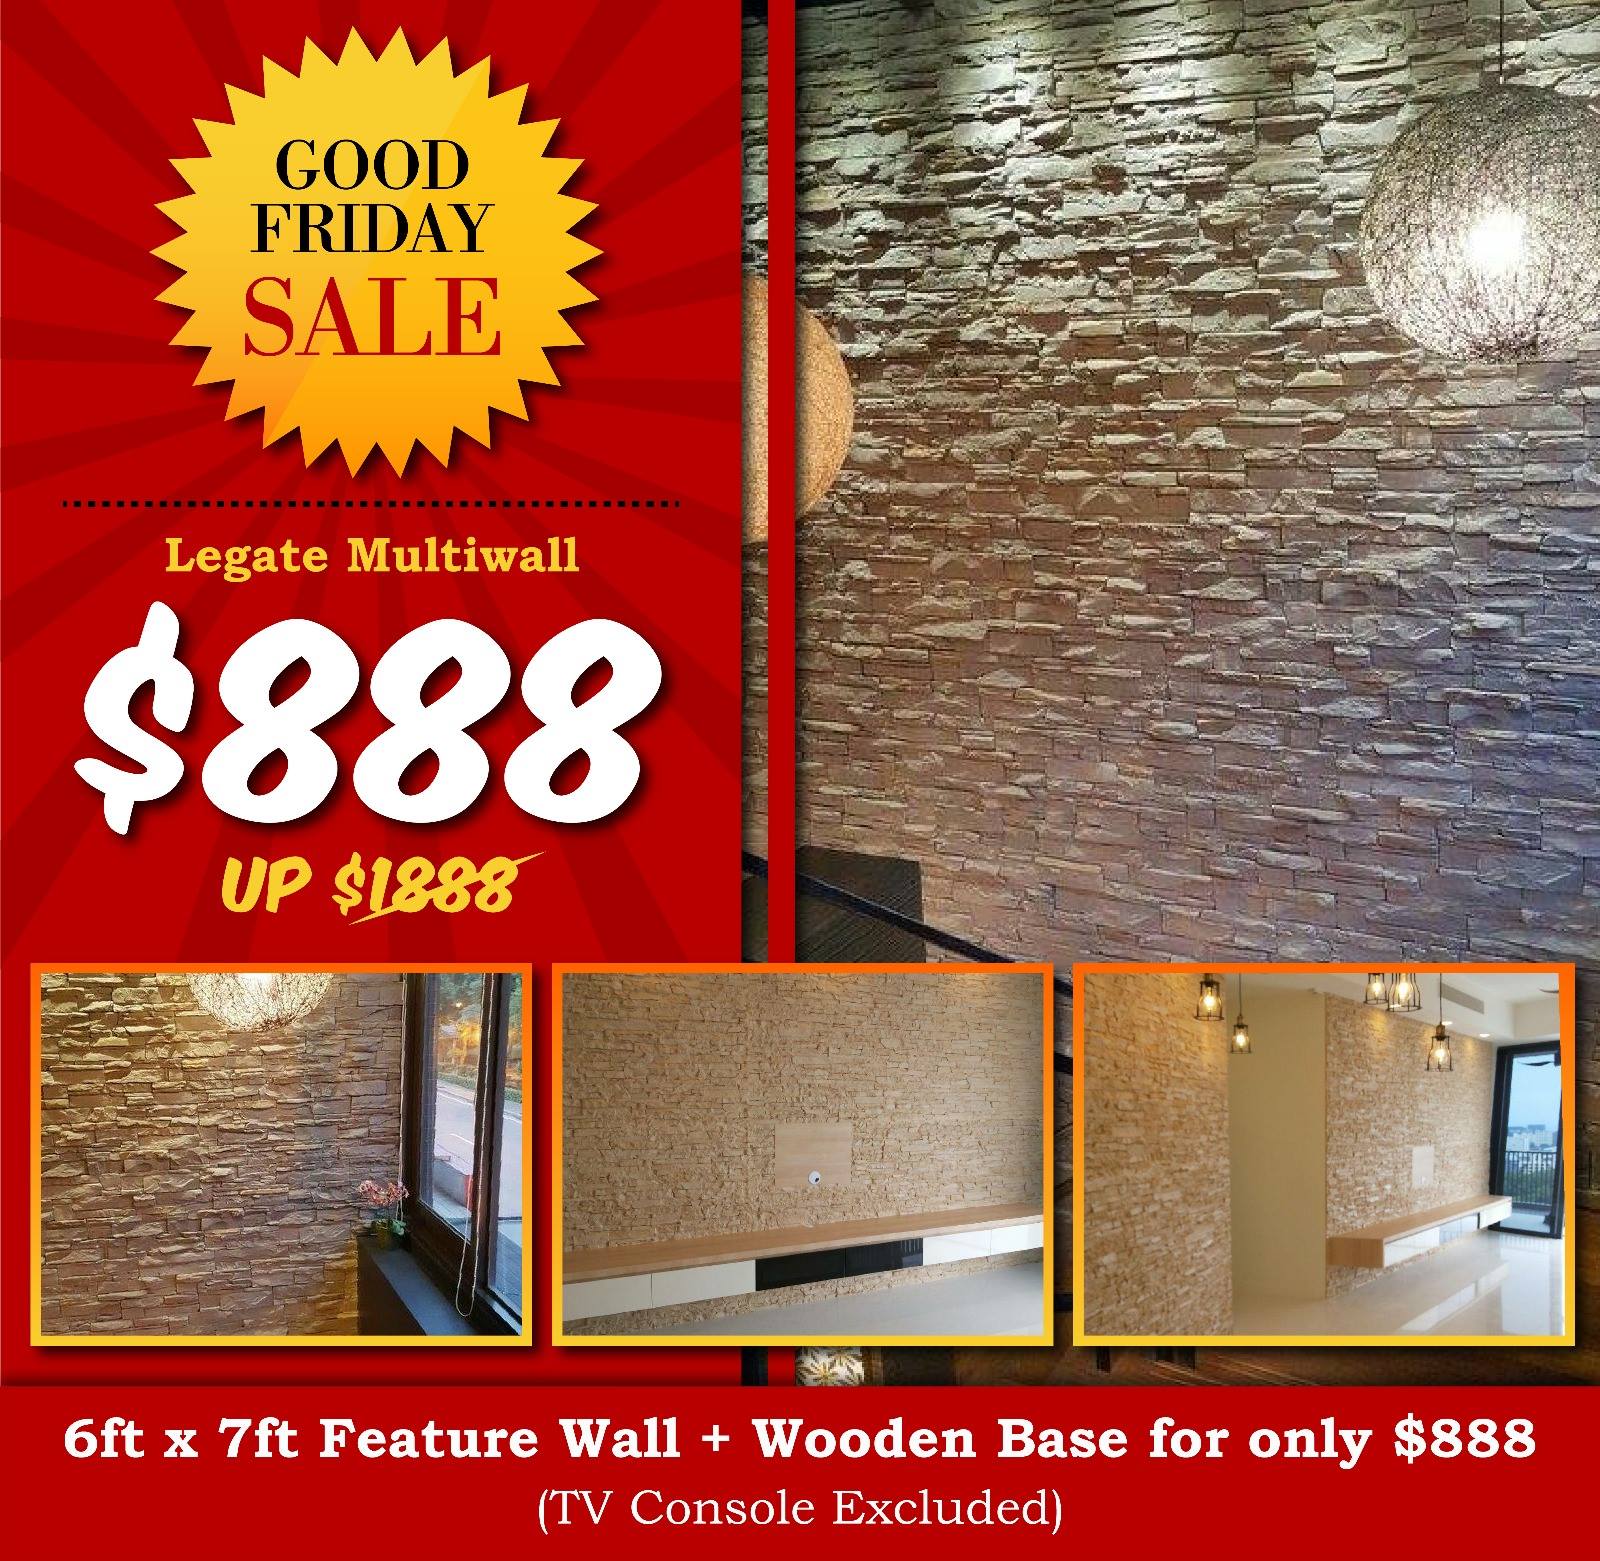 GOOD
FRIDAY
SALE
Legate Multiwall
$888
UP $1888
6ft x 7ft Feature Wall + Wooden Base for only $888
(TV Console Excluded)